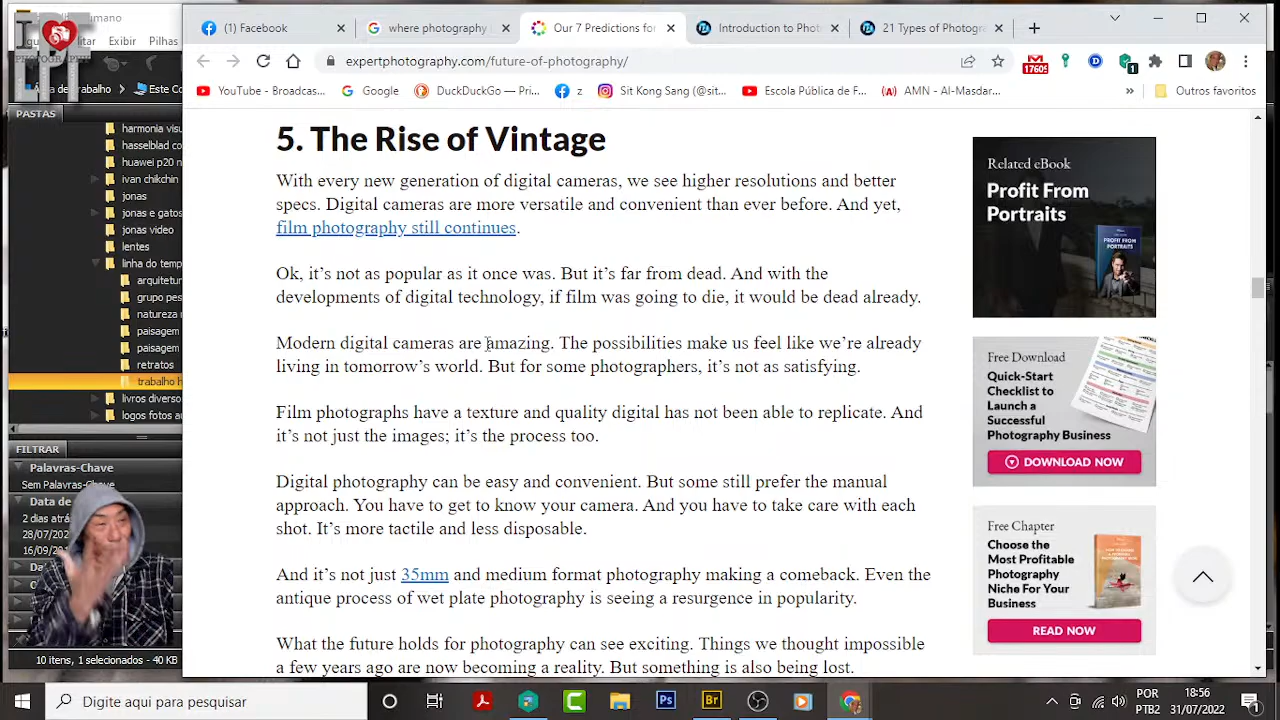 umano
(1) Facebook
where photography
Our 7 Predictions for
Introduction to Phot
21 Types of Photogra
Exibir Pilhas
expertphotography.com/future-of-photography/
17605
1
YouTube - Broadcas...
Google
DuckDuckGo — Pri...
z
Sit Kong Sang (@sit...
Escola Pública de F...
(A) AMN - Al-Masdar...
»
Outros favoritos
Este Co
PASTAS
harmonia visu
hasselblad co
huawei p20 n
ivan chikchin
jonas
jonas e gatos
jonas video
lentes
linha do temp
arquitetur
grupo pes
natureza
paisagem
paisagem
retratos
trabalho h
livros diverso
logos fotos au
FILTRAR
Palavras-Chave
Sem Palavras-Chave
Data de
2 dias atrás
28/07/20
16/09/20
10 itens, 1 selecionados - 40 KB
5. The Rise of Vintage
With every new generation of digital cameras, we see higher resolutions and better
specs. Digital cameras are more versatile and convenient than ever before. And yet,
film photography still continues.
Ok, it's not as popular as it once was. But it's far from dead. And with the
developments of digital technology, if film was going to die, it would be dead already.
Modern digital cameras are amazing. The possibilities make us feel like we're already
living in tomorrow's world. But for some photographers, it's not as satisfying.
Film photographs have a texture and quality digital has not been able to replicate. And
it's not just the images; it's the process too.
Digital photography can be easy and convenient. But some still prefer the manual
approach. You have to get to know your camera. And you have to take care with each
shot. It's more tactile and less disposable.
And it's not just 35mm and medium format photography making a comeback. Even the
antique process of wet plate photography is seeing a resurgence in popularity.
What the future holds for photography can see exciting. Things we thought impossible
a few years ago are now becoming a reality. But something is also being lost.
Related eBook
Profit From
Portraits
PROFIT FROM
PORTRAITS
Free Download
Quick-Start
Checklist to
Launch a
Successful
Photography Business
DOWNLOAD NOW
Free Chapter
Choose the
Most Profitable
Photography
Niche For Your
Business
READ NOW
Digite aqui para pesquisar
Ps
Br
POR
PTB2
18:56
31/07/2022
1